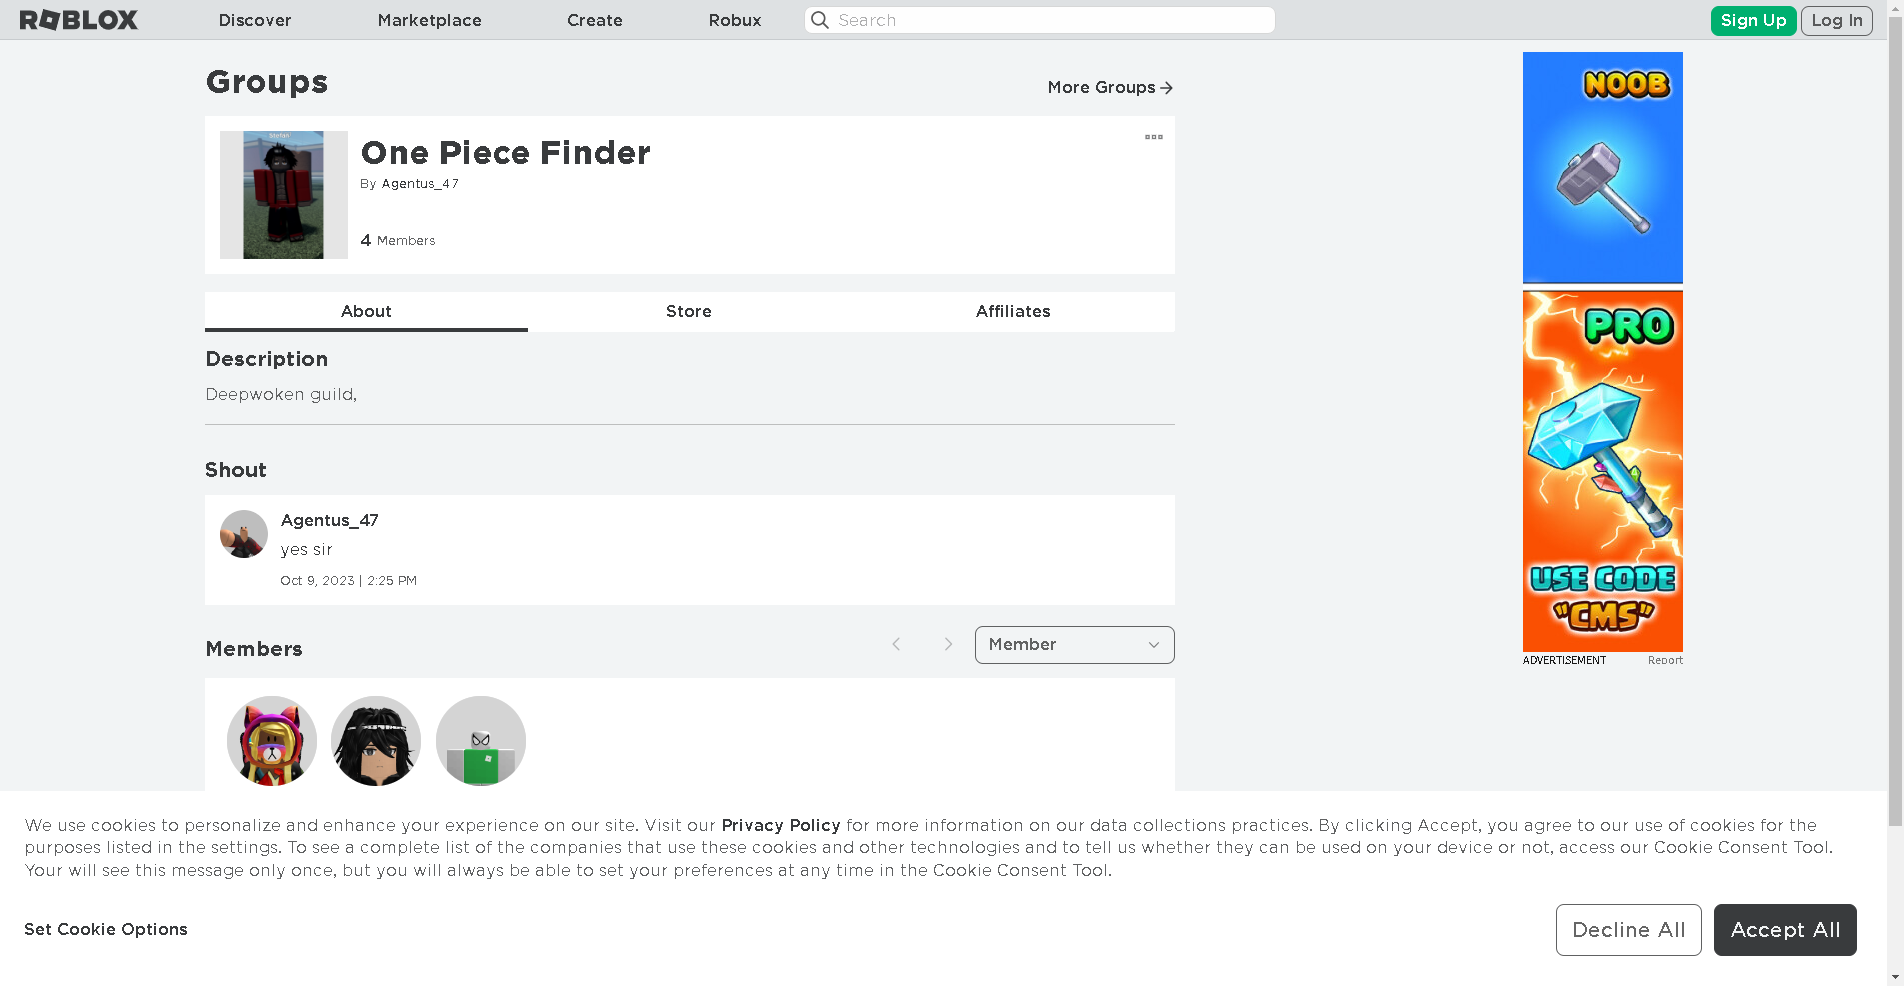 ROBLOX Discover Marketplace Create Robux Search Sign Up Log In
Groups
More Groups
One Piece Finder
By Agentus_47
4 Members
About Store Affiliates
Description
Deepwoken guild,
Shout
Agentus_47
yes sir
Oct 9, 2023 | 2:25 PM
Members
Member
NOOB
PRO
USE CODE
"CMS"
ADVERTISEMENT Report
We use cookies to personalize and enhance your experience on our site. Visit our Privacy Policy for more information on our data collections practices. By clicking Accept, you agree to our use of cookies for the
purposes listed in the settings. To see a complete list of the companies that use these cookies and other technologies and to tell us whether they can be used on your device or not, access our Cookie Consent Tool.
Your will see this message only once, but you will always be able to set your preferences at any time in the Cookie Consent Tool.
Set Cookie Options
Decline All
Accept All